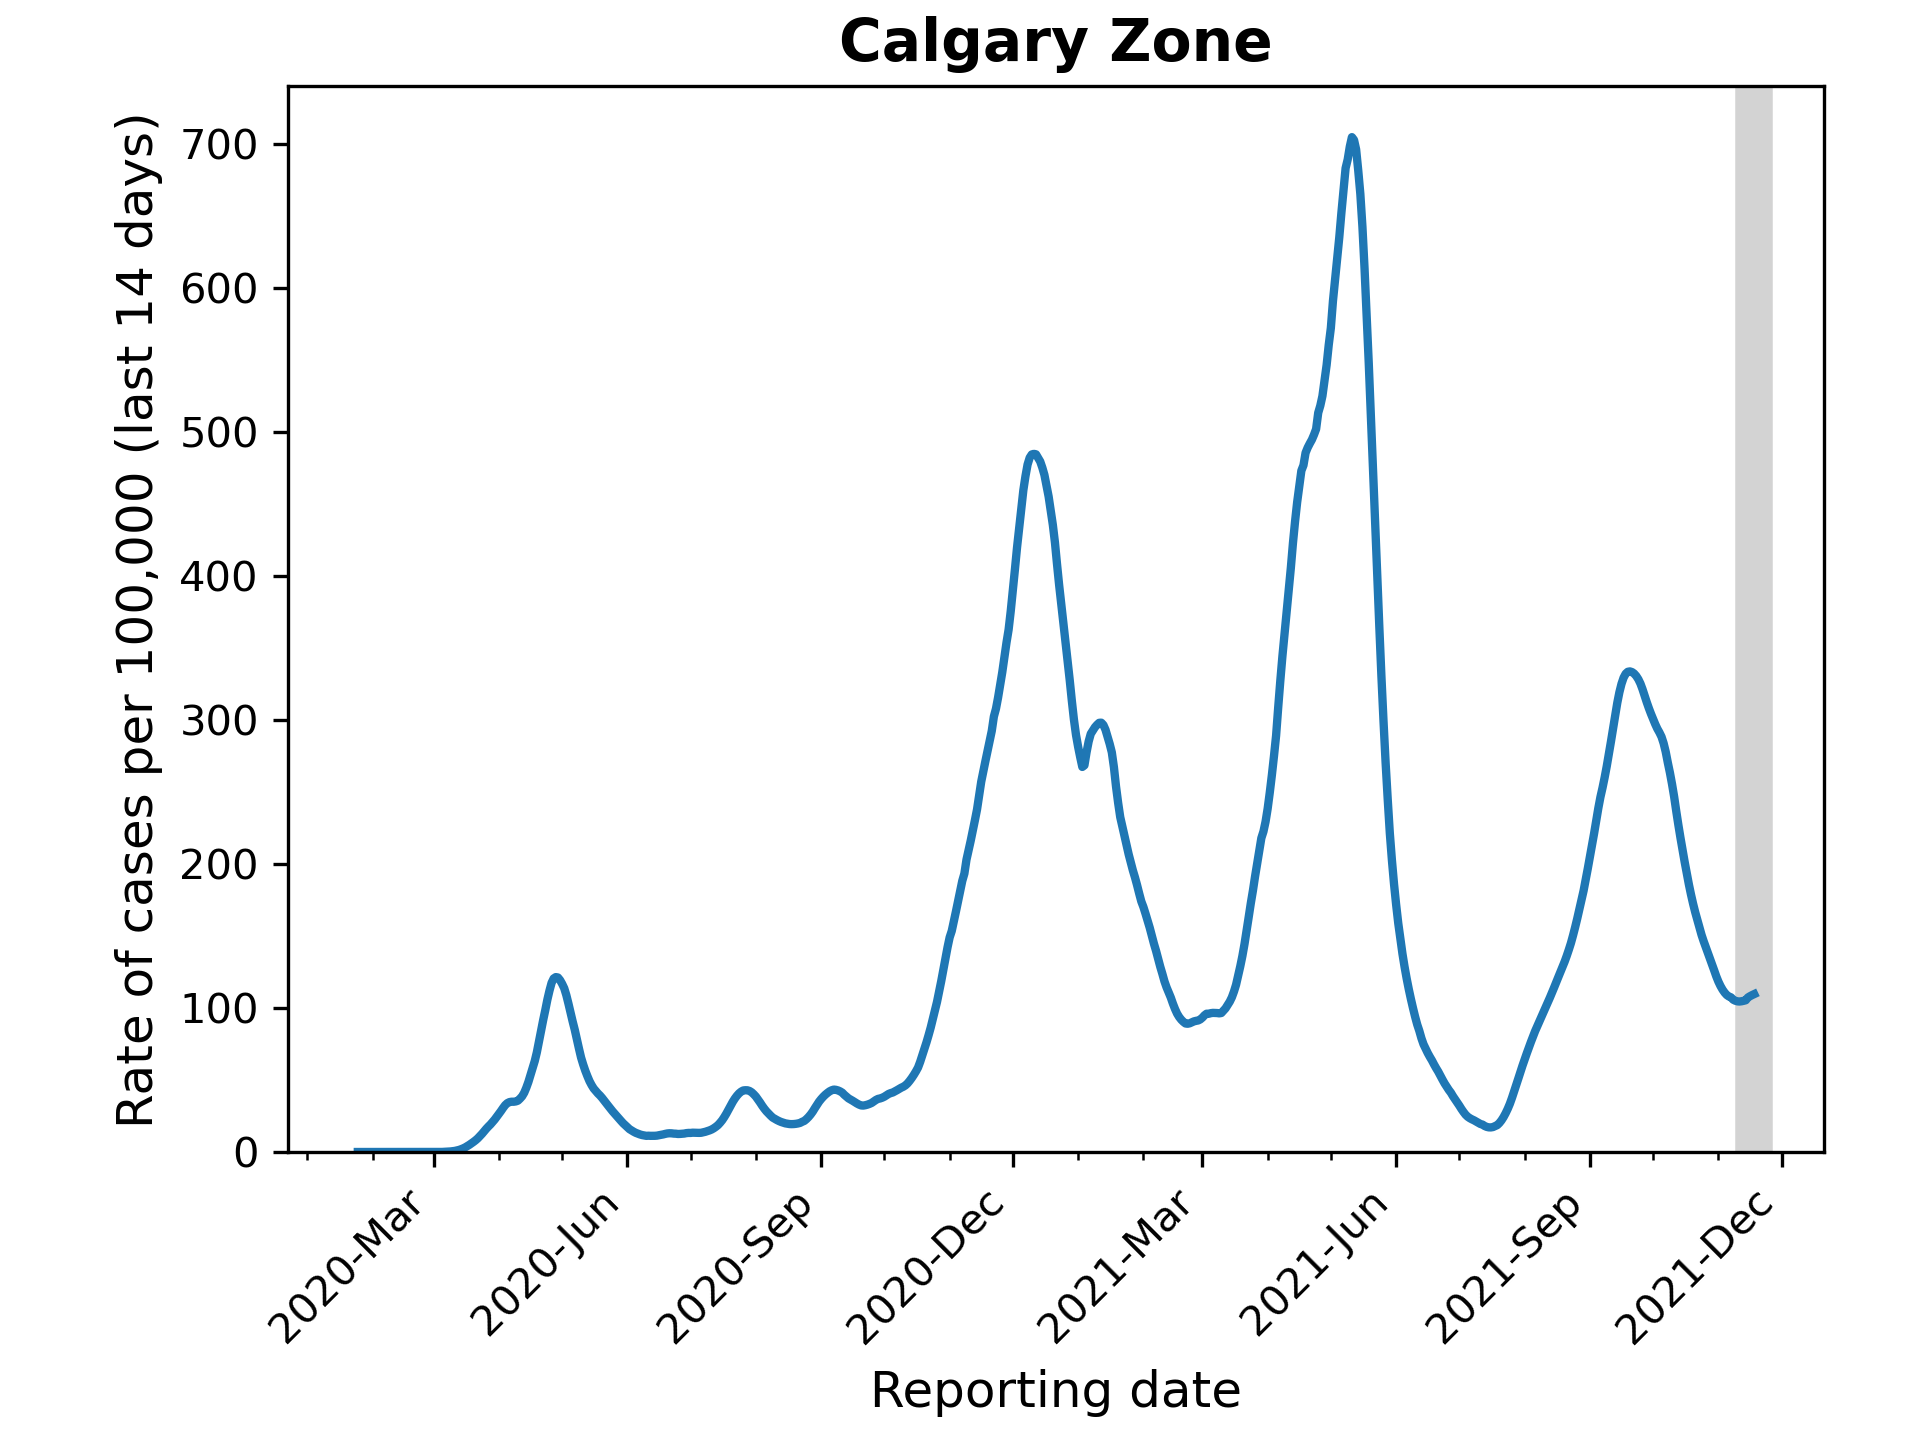 Calgary Zone
Rate of cases per 100,000 (last 14 days)
700
600
500
400
300
200
100
0
2020-Mar
2020-Jun
2020-Sep
2020-Dec
2021-Mar
2021-Jun
2021-Sep
2021-Dec
Reporting date